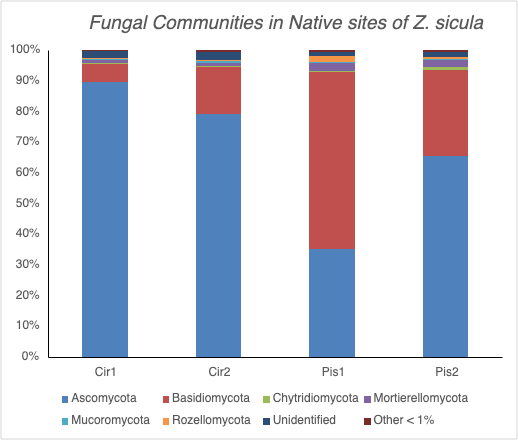 Fungal Communities in Native sites of Z. sicula
100%
90%
80%
70%
60%
50%
40%
30%
20%
10%
0%
Cir1 Cir2 Pis1 Pis2
Ascomycota Basidiomycota Chytridiomycota Mortierellomycota
Mucoromycota Rozellomycota Unidentified Other < 1%